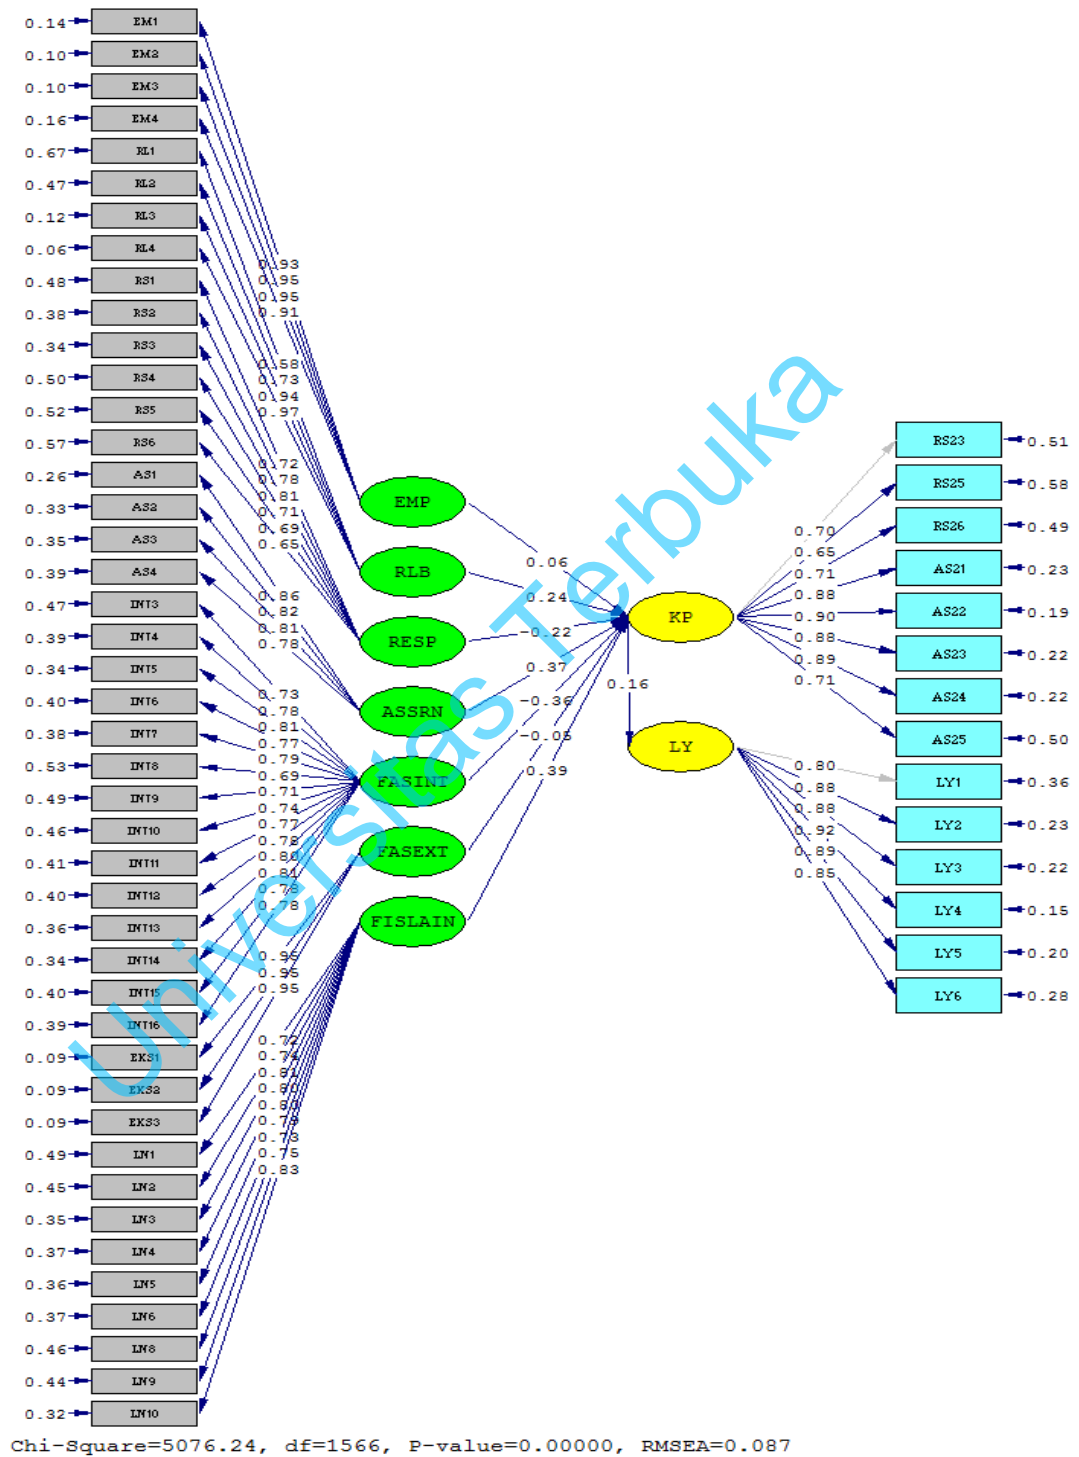 0.14 EM1
0.10 EM2
0.10 EM3
0.16 EM4
0.67 RL1
0.47 RL2
0.12 RL3
0.06 RL4
0.48 RS1
0.38 RS2
0.34 RS3
0.50 RS4
0.52 RS5
0.57 RS6
0.26 AS1
0.33 AS2
0.35 AS3
0.39 AS4
0.47 INT3
0.39 INT4
0.34 INT5
0.40 INT6
0.38 INT7
0.53 INT8
0.49 INT9
0.46 INT10
0.41 INT11
0.40 INT12
0.36 INT13
0.34 INT14
0.40 INT15
0.39 INT16
0.09 EKS1
0.09 EKS2
0.09 EKS3
0.49 LN1
0.45 LN2
0.35 LN3
0.37 LN4
0.36 LN5
0.37 LN6
0.46 LN8
0.44 LN9
0.32 LN10
0.93
0.95
0.95
0.91
0.58
0.73
0.94
0.97
0.72
0.78
0.81
0.71
0.69
0.65
0.86
0.82
0.81
0.78
0.73
0.78
0.81
0.77
0.79
0.69
0.71
0.74
0.77
0.78
0.80
0.81
0.78
0.78
0.95
0.95
0.95
0.72
0.74
0.81
0.80
0.80
0.79
0.73
0.75
0.83
EMP
RLB
RESP
ASSRN
FASINT
FASEXT
FISLAIN
0.06
0.24
-0.22
0.37
-0.36
-0.05
0.39
KP
0.16
LY
0.70
0.65
0.71
0.88
0.90
0.88
0.89
0.71
0.80
0.88
0.88
0.92
0.89
0.85
RS23 0.51
RS25 0.58
RS26 0.49
AS21 0.23
AS22 0.19
AS23 0.22
AS24 0.22
AS25 0.50
LY1 0.36
LY2 0.23
LY3 0.22
LY4 0.15
LY5 0.20
LY6 0.28
Universitas Terbuka
Chi-Square=5076.24, df=1566, P-value=0.00000, RMSEA=0.087